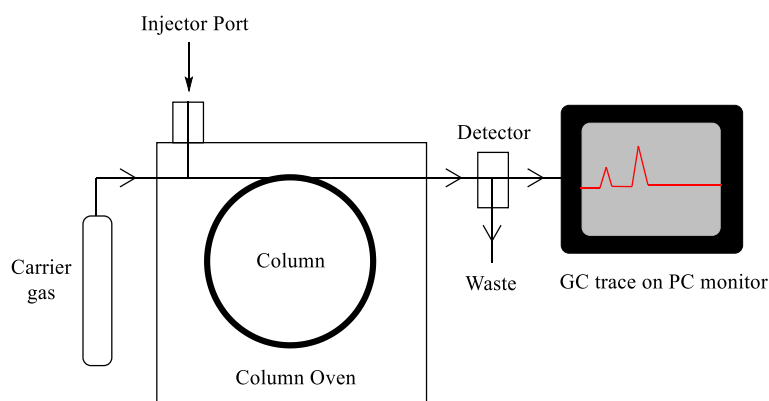 Injector Port
Detector
Carrier
gas
Column
Waste
GC trace on PC monitor
Column Oven